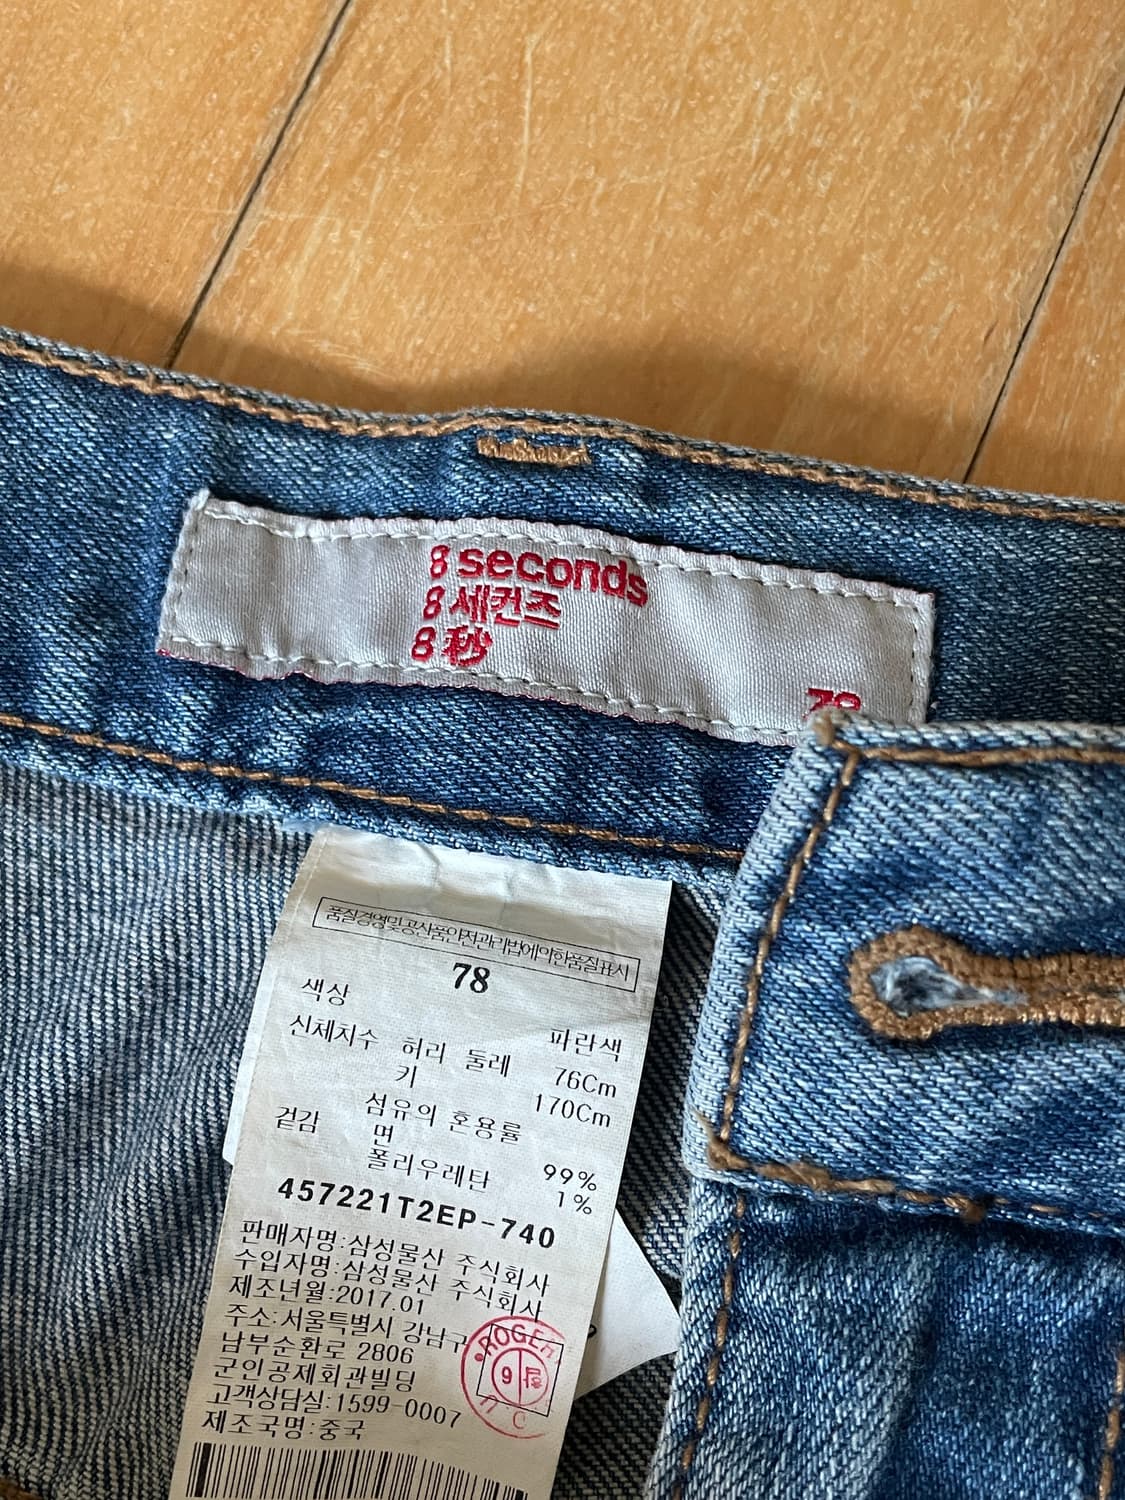 8 seconds
8 세컨즈
8 秒
78
품질경영및공산품안전관리법에의한품질표시
78
색상 파란색
신체치수 허리 둘레 76Cm
키 170Cm
섬유의 혼용률
겉감 면 99%
폴리우레탄 1%
457221T2EP-740
판매자명:삼성물산 주식회사
수입자명:삼성물산 주식회사
제조년월:2017.01
주소:서울특별시 강남구
남부순환로 2806
군인공제회관빌딩
고객상담실:1599-0007
제조국명:중국